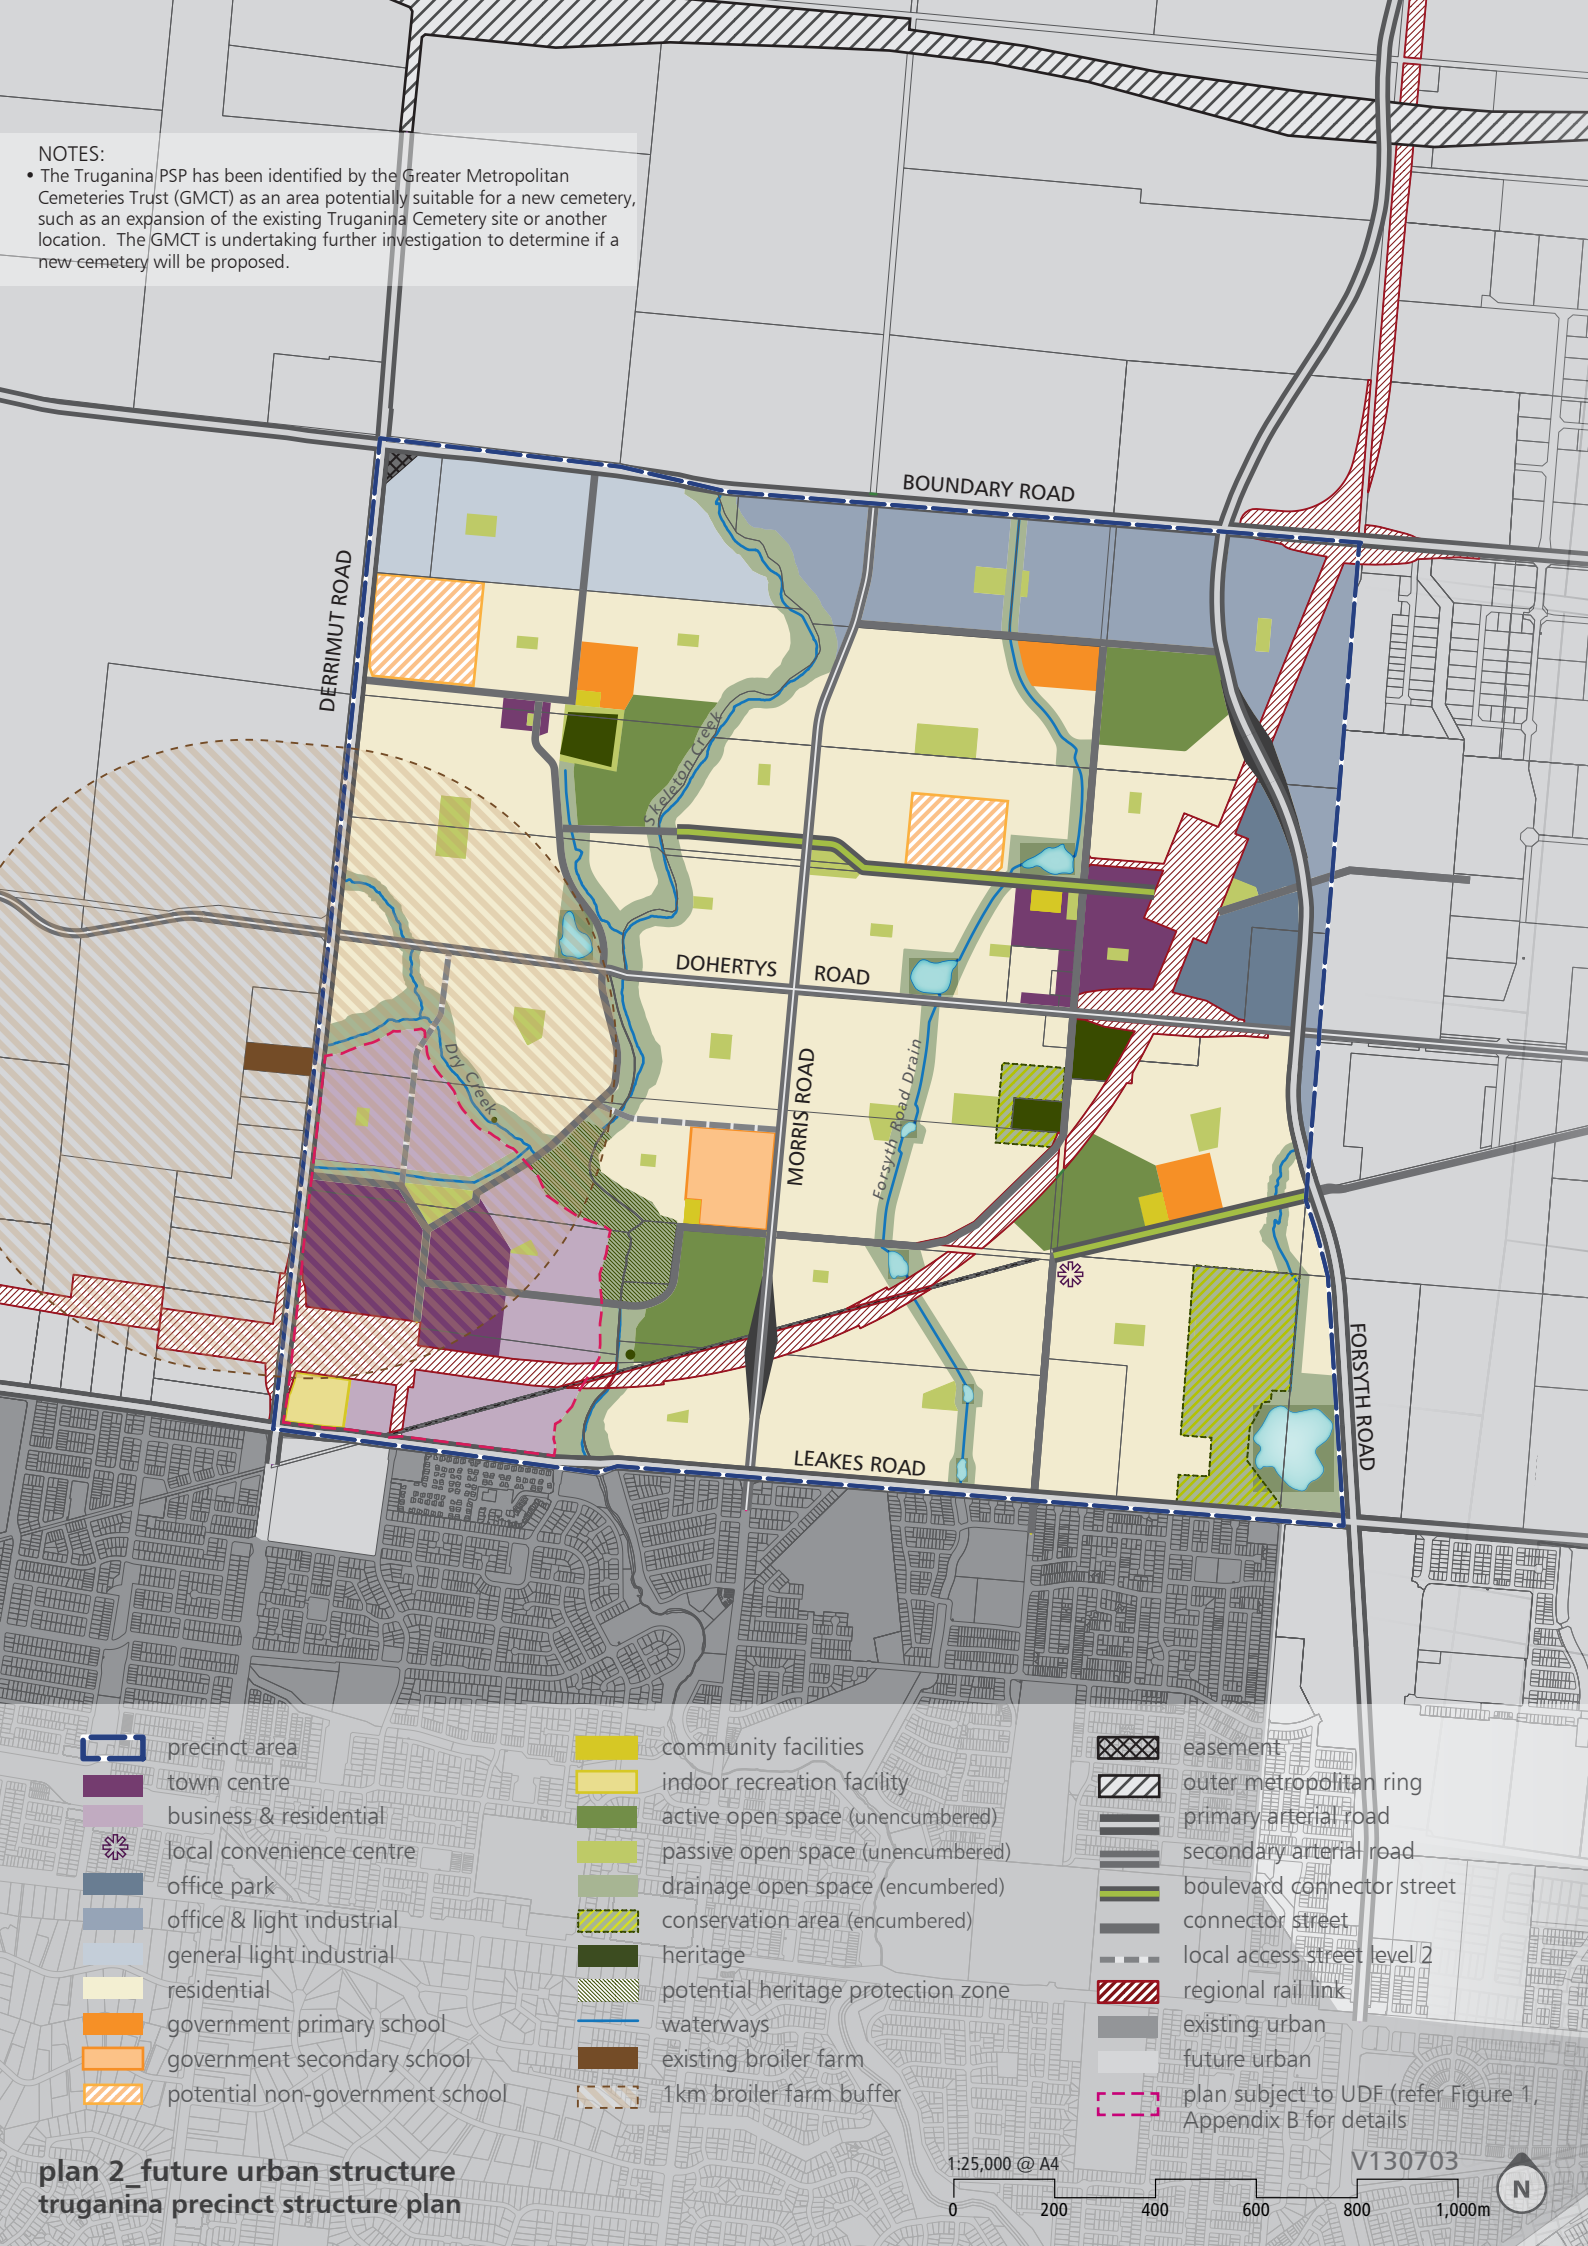 NOTES:
• The Truganina PSP has been identified by the Greater Metropolitan
Cemeteries Trust (GMCT) as an area potentially suitable for a new cemetery,
such as an expansion of the existing Truganina Cemetery site or another
location.  The GMCT is undertaking further investigation to determine if a
new cemetery will be proposed.
BOUNDARY ROAD
DERRIMUT ROAD
Skeleton Creek
DOHERTYS ROAD
Dry Creek
MORRIS ROAD
Forsyth Road Drain
FORSYTH ROAD
LEAKES ROAD
precinct area
town centre
business & residential
local convenience centre
office park
office & light industrial
general light industrial
residential
government primary school
government secondary school
potential non-government school
community facilities
indoor recreation facility
active open space (unencumbered)
passive open space (unencumbered)
drainage open space (encumbered)
conservation area (encumbered)
heritage
potential heritage protection zone
waterways
existing broiler farm
1km broiler farm buffer
easement
outer metropolitan ring
primary arterial road
secondary arterial road
boulevard connector street
connector street
local access street level 2
regional rail link
existing urban
future urban
plan subject to UDF (refer Figure 1,
Appendix B for details
plan 2_future urban structure
truganina precinct structure plan
1:25,000 @ A4
V130703
0 200 400 600 800 1,000m
N